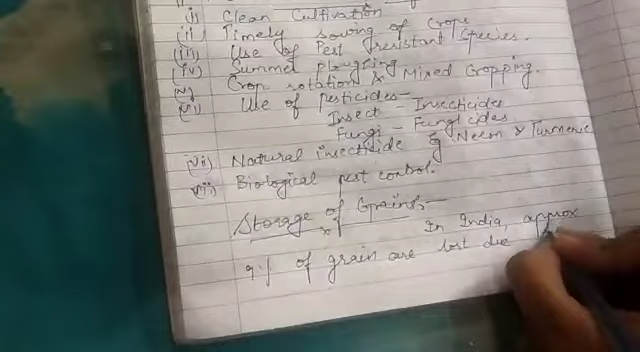 (i) Clean Cultivation
(ii) Timely sowing of Crops
(iii) Use of Pest resistant Species.
(iv) Summer ploughing
(v) Crop rotation & Mixed Cropping.
(vi) Use of pesticides—
Insect — Insecticides
Fungi — Fungicides
(vii) Natural insecticide of Neem & Turmeric
(viii) Biological pest control.
Storage of Grains:—
In India, approx
9% of grain are lost due